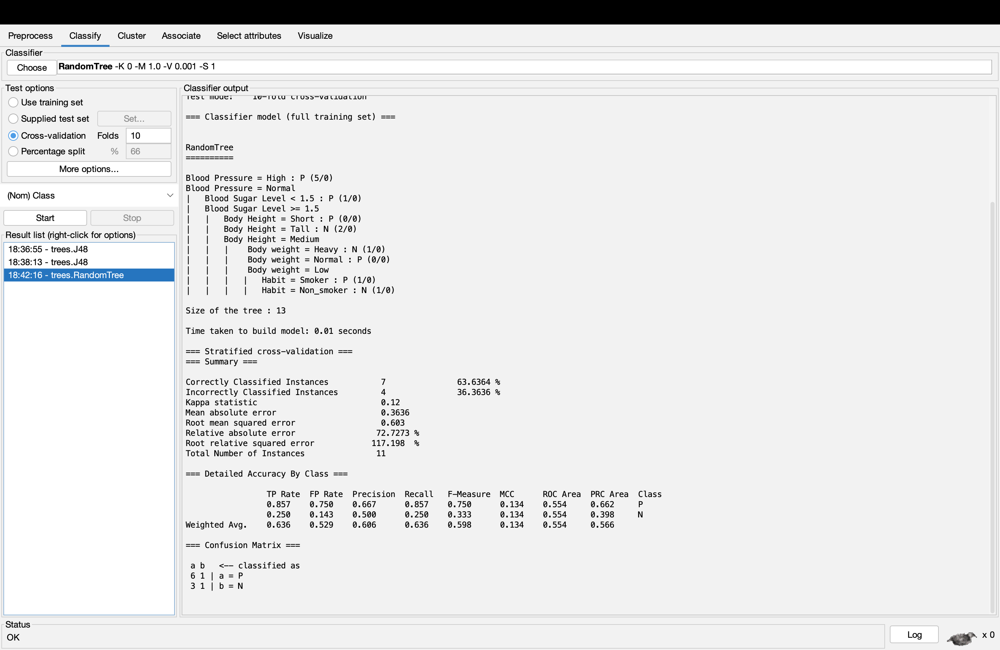 Preprocess Classify Cluster Associate Select attributes Visualize
Classifier
Choose RandomTree -K 0 -M 1.0 -V 0.001 -S 1
Test options
Use training set
Supplied test set Set...
Cross-validation Folds 10
Percentage split % 66
More options...
(Nom) Class
Start Stop
Result list (right-click for options)
18:36:55 - trees.J48
18:38:13 - trees.J48
18:42:16 - trees.RandomTree
Classifier output
Test mode: 10-fold cross-validation
=== Classifier model (full training set) ===
RandomTree
==========
Blood Pressure = High : P (5/0)
Blood Pressure = Normal
| Blood Sugar Level < 1.5 : P (1/0)
| Blood Sugar Level >= 1.5
| | Body Height = Short : P (0/0)
| | Body Height = Tall : N (2/0)
| | Body Height = Medium
| | | Body weight = Heavy : N (1/0)
| | | Body weight = Normal : P (0/0)
| | | Body weight = Low
| | | | Habit = Smoker : P (1/0)
| | | | Habit = Non_smoker : N (1/0)
Size of the tree : 13
Time taken to build model: 0.01 seconds
=== Stratified cross-validation ===
=== Summary ===
Correctly Classified Instances 7 63.6364 %
Incorrectly Classified Instances 4 36.3636 %
Kappa statistic 0.12
Mean absolute error 0.3636
Root mean squared error 0.603
Relative absolute error 72.7273 %
Root relative squared error 117.198 %
Total Number of Instances 11
=== Detailed Accuracy By Class ===
TP Rate FP Rate Precision Recall F-Measure MCC ROC Area PRC Area Class
0.857 0.750 0.667 0.857 0.750 0.134 0.554 0.662 P
0.250 0.143 0.500 0.250 0.333 0.134 0.554 0.398 N
Weighted Avg. 0.636 0.529 0.606 0.636 0.598 0.134 0.554 0.566
=== Confusion Matrix ===
a b <-- classified as
6 1 | a = P
3 1 | b = N
Status
OK
Log x 0